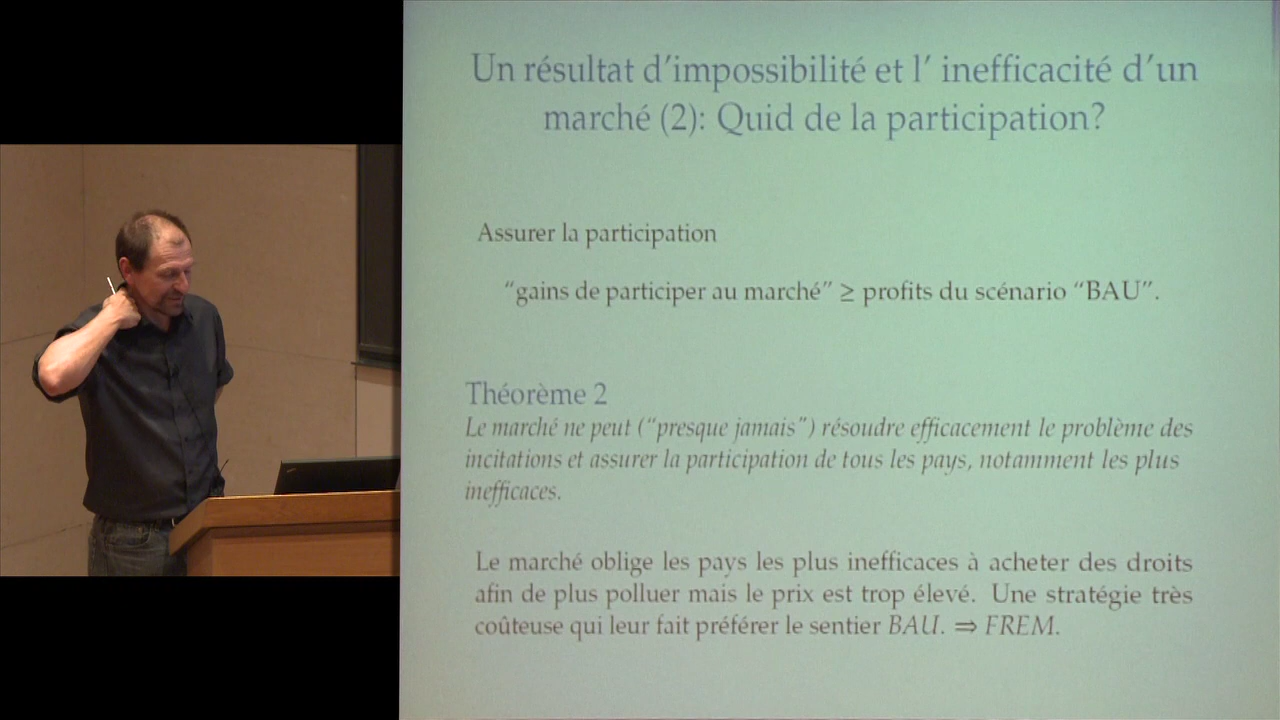 Un résultat d'impossibilité et l' inefficacité d'un
marché (2): Quid de la participation?
Assurer la participation
“gains de participer au marché” ≥ profits du scénario “BAU”.
Théorème 2
Le marché ne peut (“presque jamais”) résoudre efficacement le problème des
incitations et assurer la participation de tous les pays, notamment les plus
inefficaces.
Le marché oblige les pays les plus inefficaces à acheter des droits
afin de plus polluer mais le prix est trop élevé. Une stratégie très
coûteuse qui leur fait préférer le sentier BAU. ⇒ FREM.